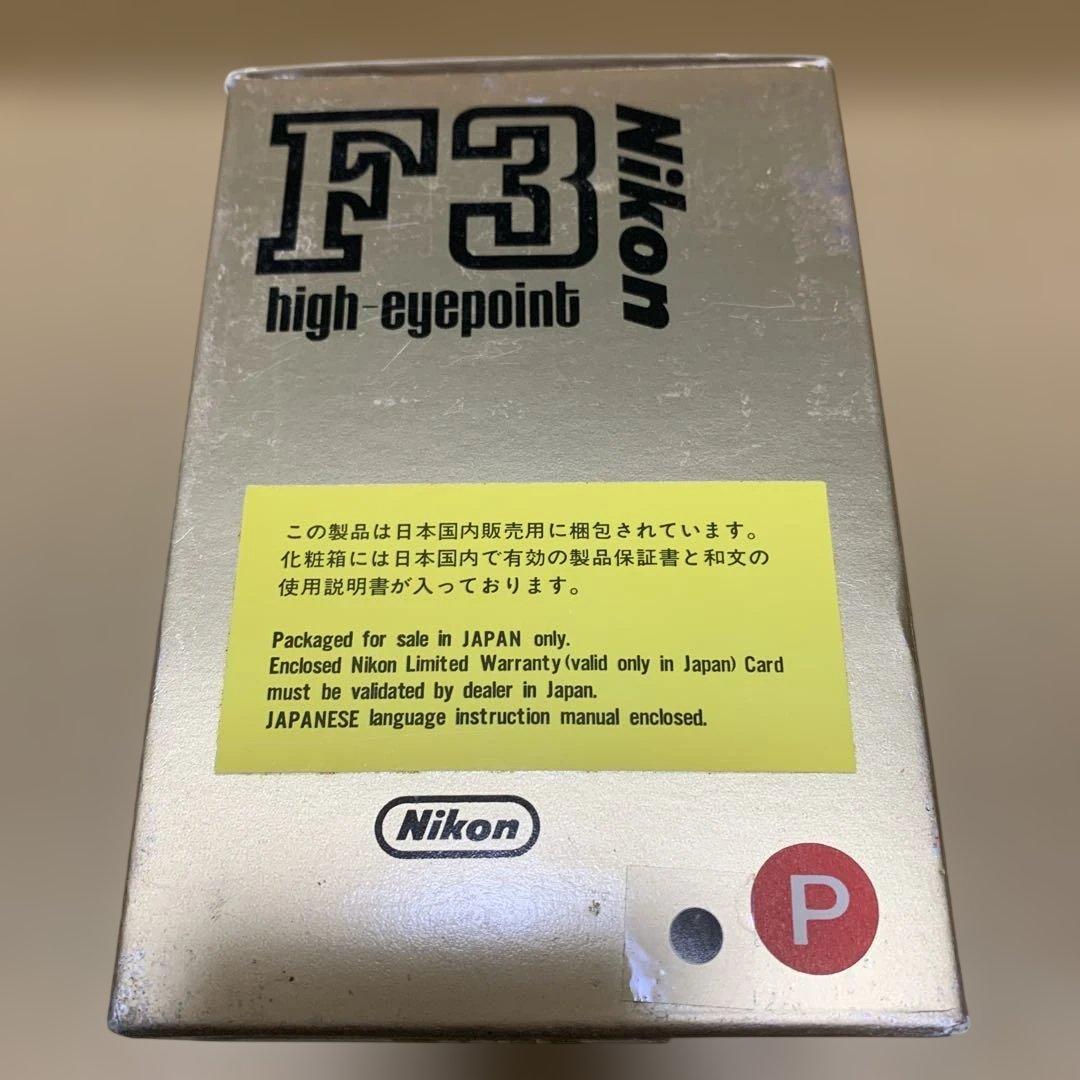 F3
Nikon
high-eyepoint
この製品は日本国内販売用に梱包されています。
化粧箱には日本国内で有効の製品保証書と和文の
使用説明書が入っております。
Packaged for sale in JAPAN only.
Enclosed Nikon Limited Warranty (valid only in Japan) Card
must be validated by dealer in Japan.
JAPANESE language instruction manual enclosed.
Nikon
P